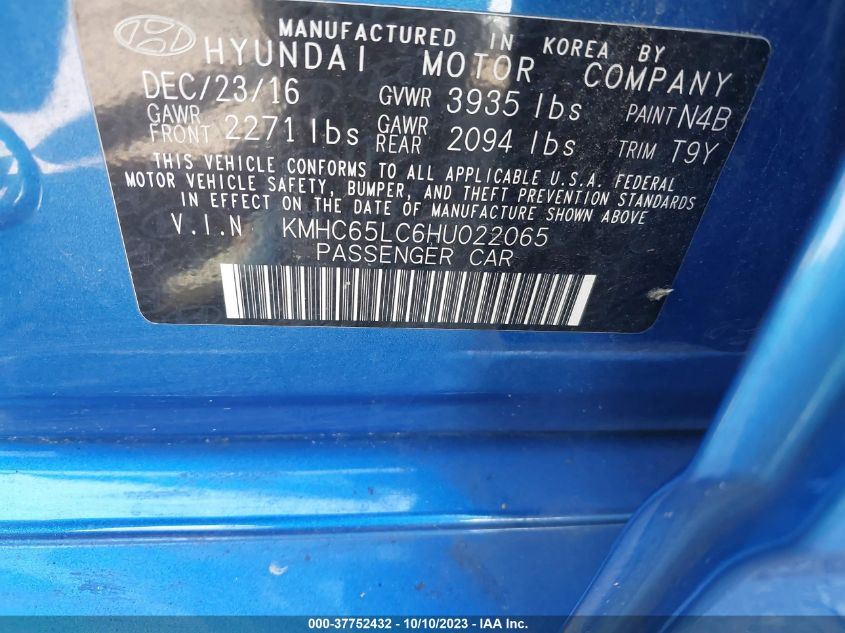 MANUFACTURED IN KOREA BY
HYUNDAI MOTOR COMPANY
DEC/23/16 GVWR 3935 lbs PAINT N4B
GAWR FRONT 2271 lbs GAWR REAR 2094 lbs TRIM T9Y
THIS VEHICLE CONFORMS TO ALL APPLICABLE U.S.A. FEDERAL
MOTOR VEHICLE SAFETY, BUMPER, AND THEFT PREVENTION STANDARDS
IN EFFECT ON THE DATE OF MANUFACTURE SHOWN ABOVE
V.I.N KMHC65LC6HU022065
PASSENGER CAR
000-37752432 - 10/10/2023 - IAA Inc.